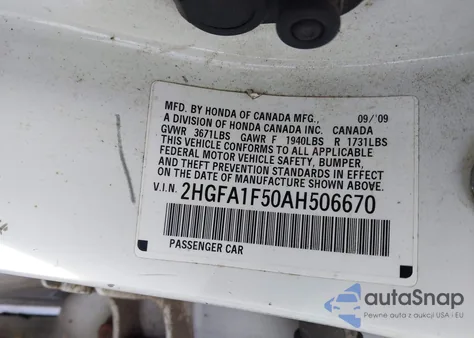 MFD. BY HONDA OF CANADA MFG., 09/'09
A DIVISION OF HONDA CANADA INC. CANADA
GVWR 3671LBS GAWR F 1940LBS R 1731LBS
THIS VEHICLE CONFORMS TO ALL APPLICABLE
FEDERAL MOTOR VEHICLE SAFETY, BUMPER,
AND THEFT PREVENTION STANDARDS IN EFFECT
ON THE DATE OF MANUFACTURE SHOWN ABOVE.
V.I.N. 2HGFA1F50AH506670
PASSENGER CAR
autoSnap
Pewne auta z aukcji USA i EU